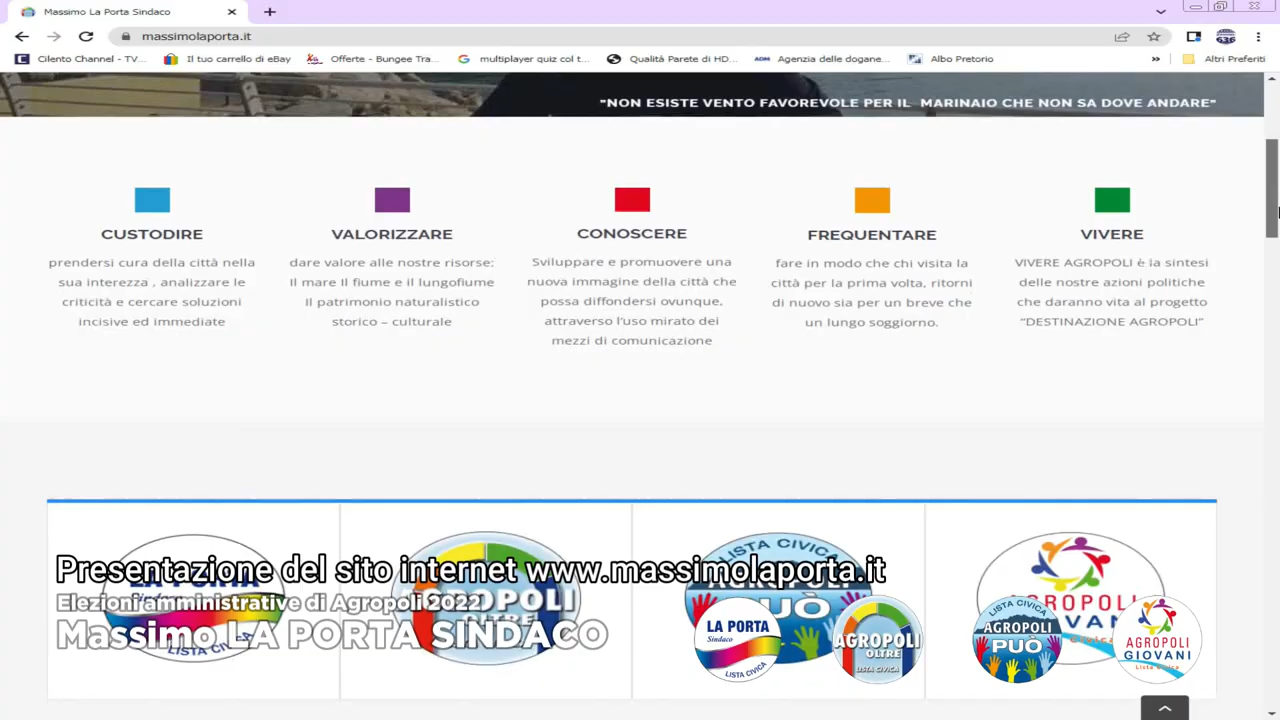 Massimo La Porta Sindaco
massimolaporta.it
Cilento Channel - TV...
Il tuo carrello di eBay
Offerte - Bungee Tra...
multiplayer quiz col t...
Qualità Parete di HD...
ADM Agenzia delle dogane...
Albo Pretorio
»
Altri Preferiti
"NON ESISTE VENTO FAVOREVOLE PER IL MARINAIO CHE NON SA DOVE ANDARE"
CUSTODIRE
prendersi cura della città nella
sua interezza , analizzare le
criticità e cercare soluzioni
incisive ed immediate
VALORIZZARE
dare valore alle nostre risorse:
Il mare Il fiume e il lungofiume
Il patrimonio naturalistico
storico – culturale
CONOSCERE
Sviluppare e promuovere una
nuova immagine della città che
possa diffondersi ovunque,
attraverso l'uso mirato dei
mezzi di comunicazione
FREQUENTARE
fare in modo che chi visita la
città per la prima volta, ritorni
di nuovo sia per un breve che
un lungo soggiorno.
VIVERE
VIVERE AGROPOLI è la sintesi
delle nostre azioni politiche
che daranno vita al progetto
"DESTINAZIONE AGROPOLI"
LA PORTA
LISTA CIVICA
AGROPOLI
OLTRE
LISTA CIVICA
AGROPOLI
PUÒ
AGROPOLI
GIOVANI
Presentazione del sito internet www.massimolaporta.it
Elezioni amministrative di Agropoli 2022
Massimo LA PORTA SINDACO
LA PORTA
Sindaco
LISTA CIVICA
AGROPOLI
OLTRE
LISTA CIVICA
LISTA CIVICA
AGROPOLI
PUÒ
AGROPOLI
GIOVANI
Lista Civica